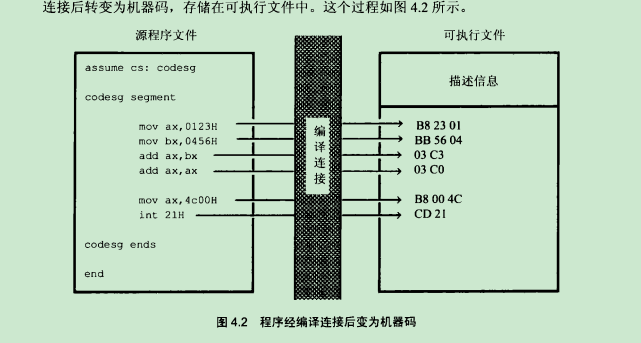 连接后转变为机器码，存储在可执行文件中。这个过程如图 4.2 所示。
源程序文件
可执行文件
assume cs: codesg
描述信息
codesg segment
mov ax,0123H
B8 23 01
mov bx,0456H
BB 56 04
add ax,bx
03 C3
add ax,ax
03 C0
编译连接
mov ax,4c00H
B8 00 4C
int 21H
CD 21
codesg ends
end
图 4.2 程序经编译连接后变为机器码